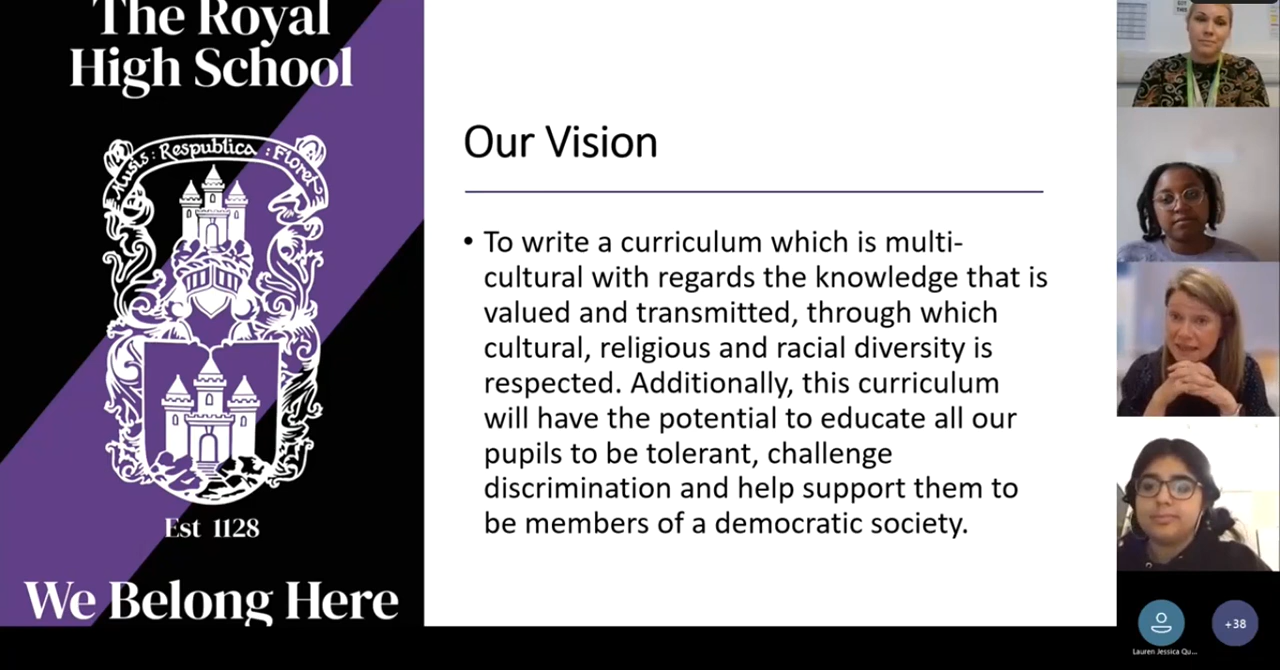 The Royal
High School
Musis : Respublica : Floret
Est 1128
We Belong Here
Our Vision
• To write a curriculum which is multi-
cultural with regards the knowledge that is
valued and transmitted, through which
cultural, religious and racial diversity is
respected. Additionally, this curriculum
will have the potential to educate all our
pupils to be tolerant, challenge
discrimination and help support them to
be members of a democratic society.
+38
Lauren Jessica Qu...